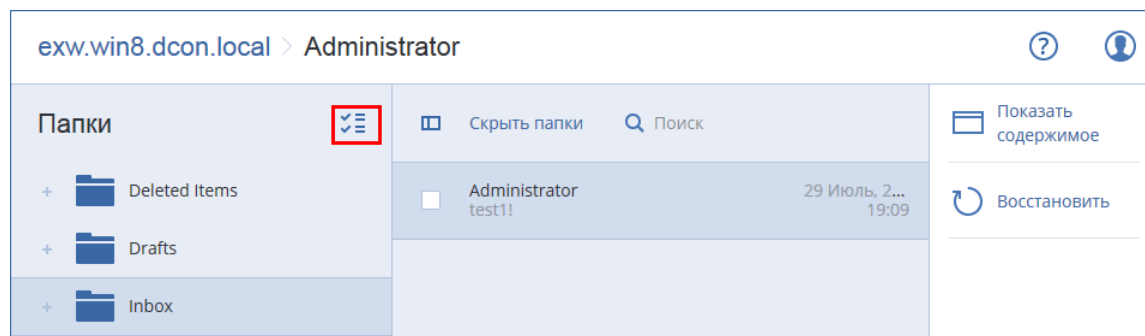 exw.win8.dcon.local > Administrator
Папки
Скрыть папки
Поиск
Показать
содержимое
Deleted Items
Administrator
29 Июль, 2...
test1!
19:09
Восстановить
Drafts
Inbox